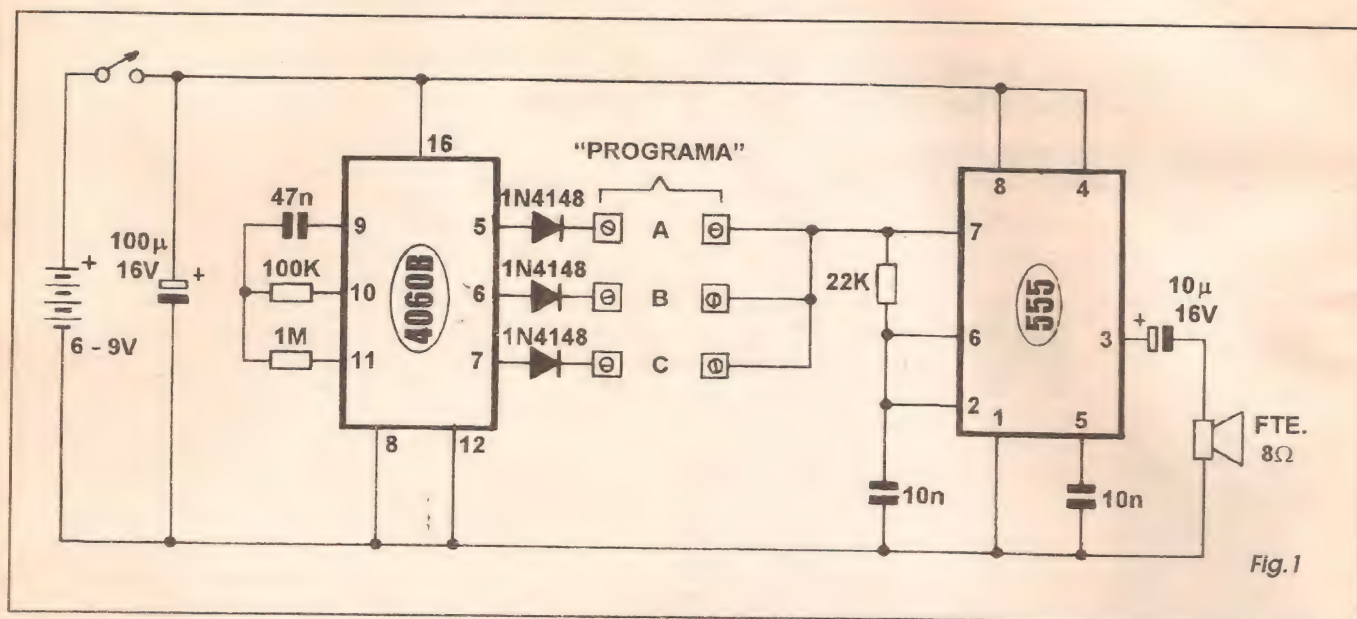 16
"PROGRAMA"
8
4
47n
9
5
1N4148
A
7
100µ
16V
+
100K
10
4060B
6
1N4148
B
22K
555
10µ
16V
+
+
6 - 9V
1M
11
7
1N4148
C
6
3
2
1
5
8
12
FTE.
8Ω
10n
10n
Fig.1